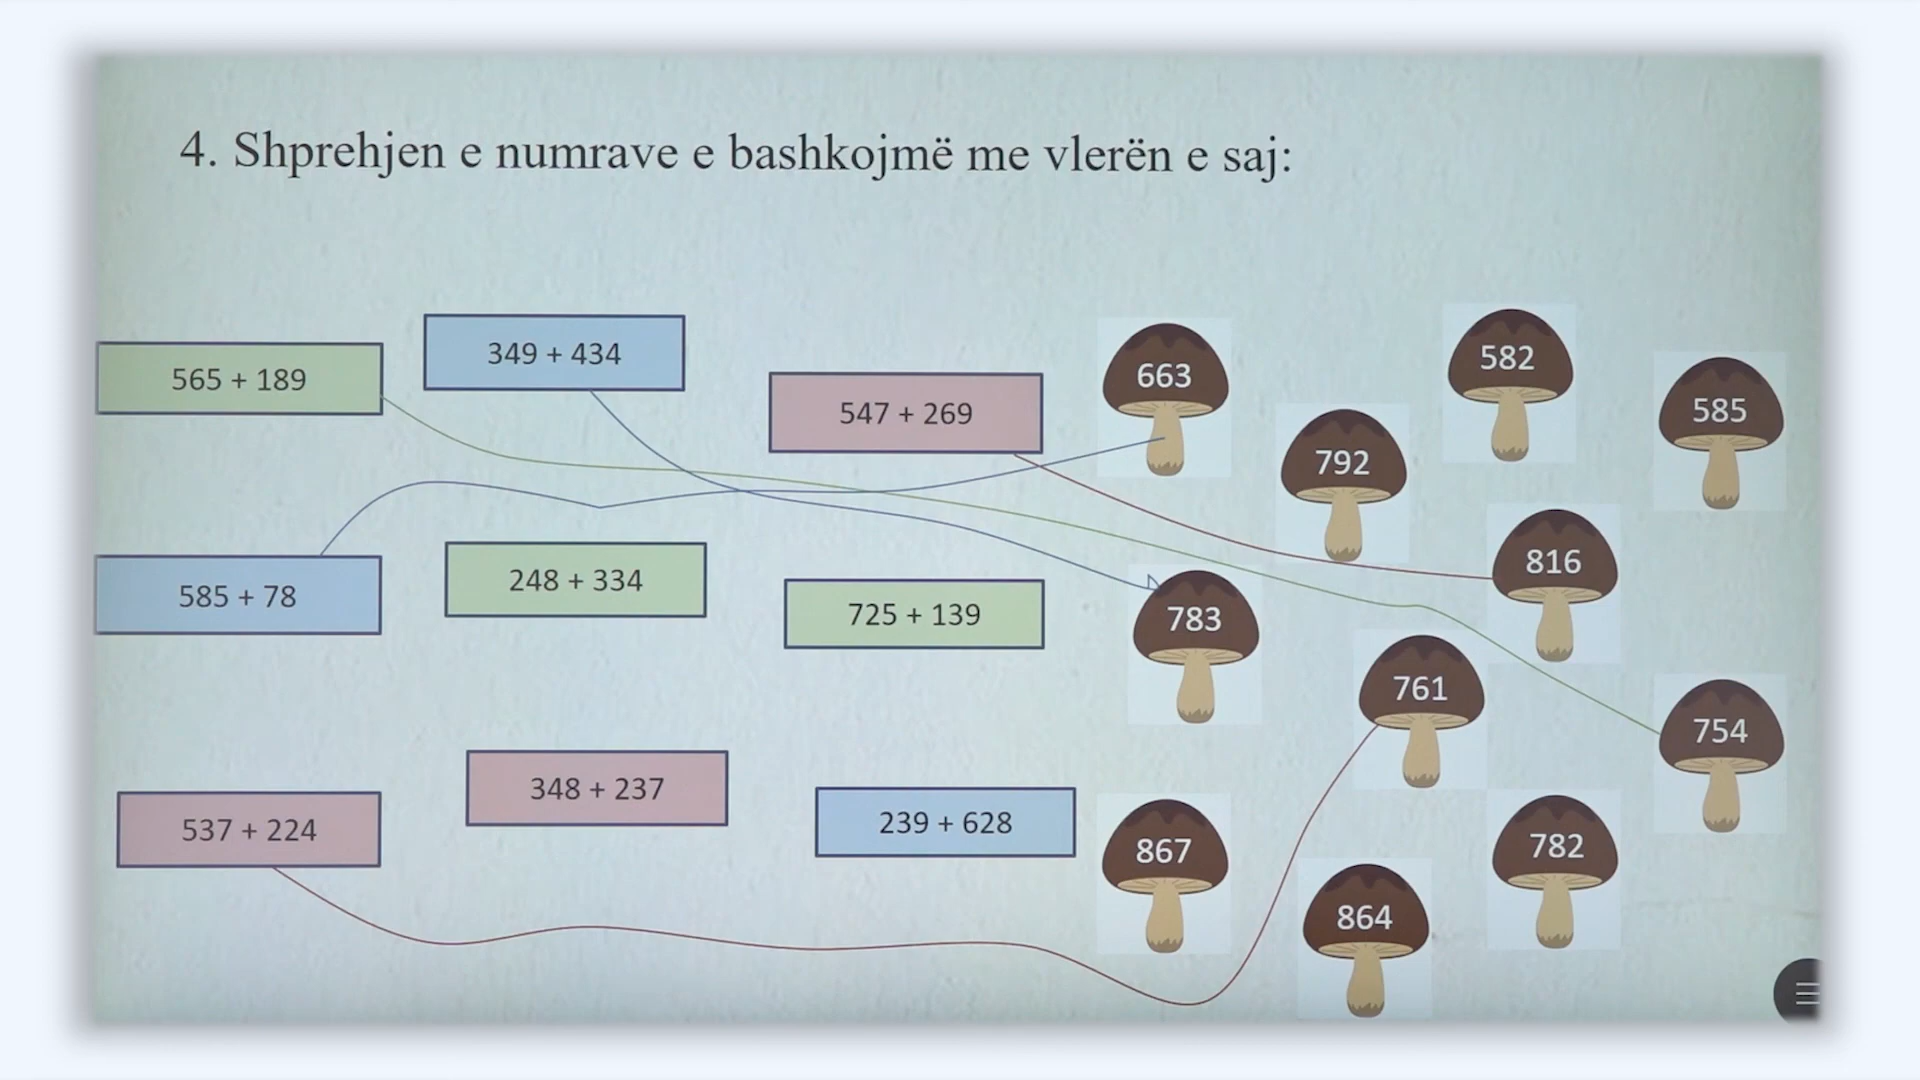 4. Shprehjen e numrave e bashkojmë me vlerën e saj:
565 + 189
349 + 434
547 + 269
585 + 78
248 + 334
725 + 139
537 + 224
348 + 237
239 + 628
663
582
585
792
816
783
761
754
867
782
864